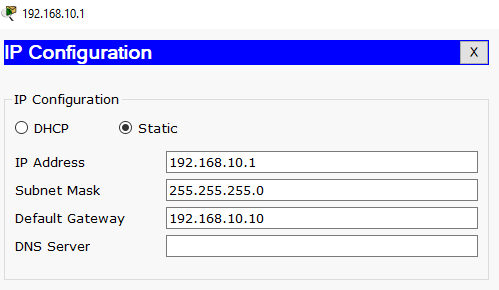 192.168.10.1
IP Configuration X
IP Configuration
DHCP Static
IP Address 192.168.10.1
Subnet Mask 255.255.255.0
Default Gateway 192.168.10.10
DNS Server